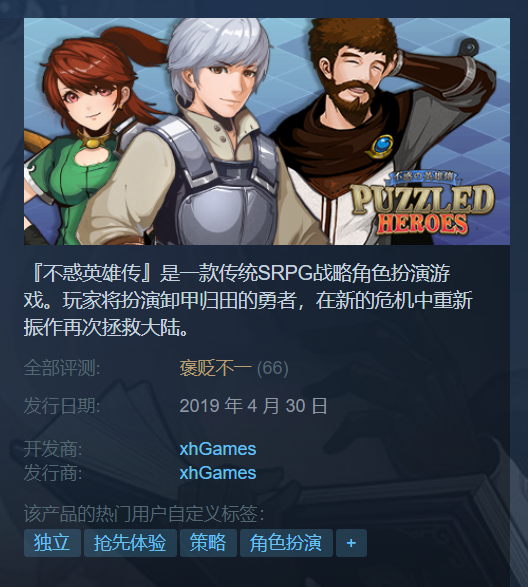 不惑の英雄傳
PUZZLED
HEROES
『不惑英雄传』是一款传统SRPG战略角色扮演游
戏。玩家将扮演卸甲归田的勇者，在新的危机中重新
振作再次拯救大陆。
全部评测: 褒贬不一 (66)
发行日期: 2019 年 4 月 30 日
开发商: xhGames
发行商: xhGames
该产品的热门用户自定义标签：
独立 抢先体验 策略 角色扮演 +